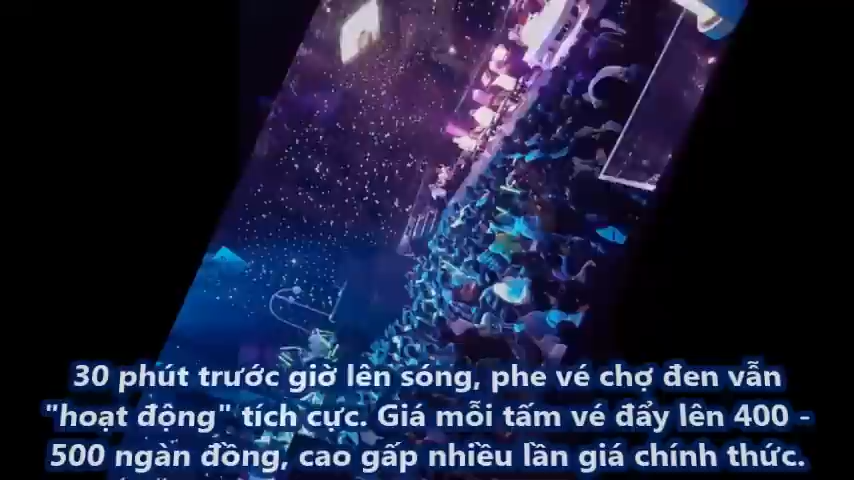 30 phút trước giờ lên sóng, phe vé chợ đen vẫn
"hoạt động" tích cực. Giá mỗi tấm vé đẩy lên 400 -
500 ngàn đồng, cao gấp nhiều lần giá chính thức.